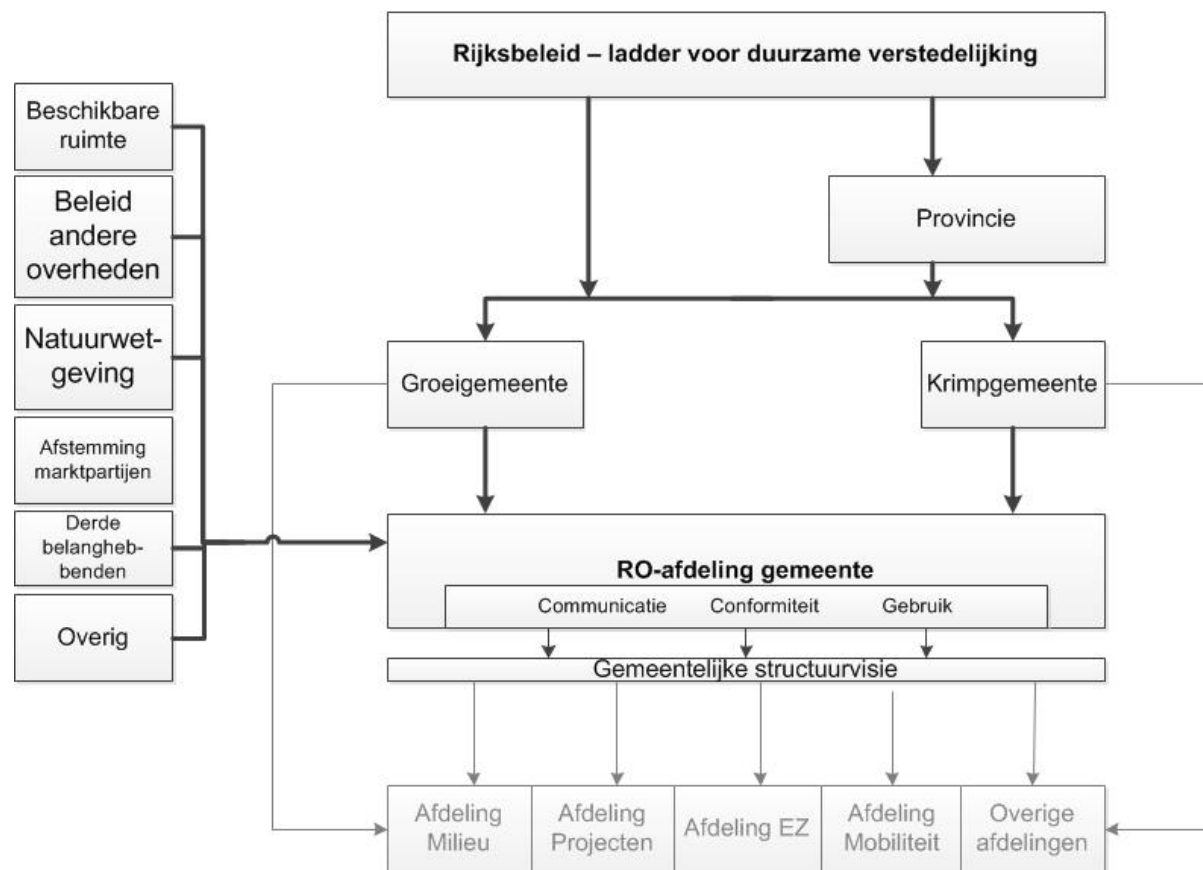 Rijksbeleid – ladder voor duurzame verstedelijking
Beschikbare
ruimte
Beleid
andere
overheden
Natuurwet-
geving
Afstemming
marktpartijen
Derde
belangheb-
benden
Overig
Provincie
Groeigemeente
Krimpgemeente
RO-afdeling gemeente
Communicatie Conformiteit Gebruik
Gemeentelijke structuurvisie
Afdeling
Milieu
Afdeling
Projecten
Afdeling EZ
Afdeling
Mobiliteit
Overige
afdelingen